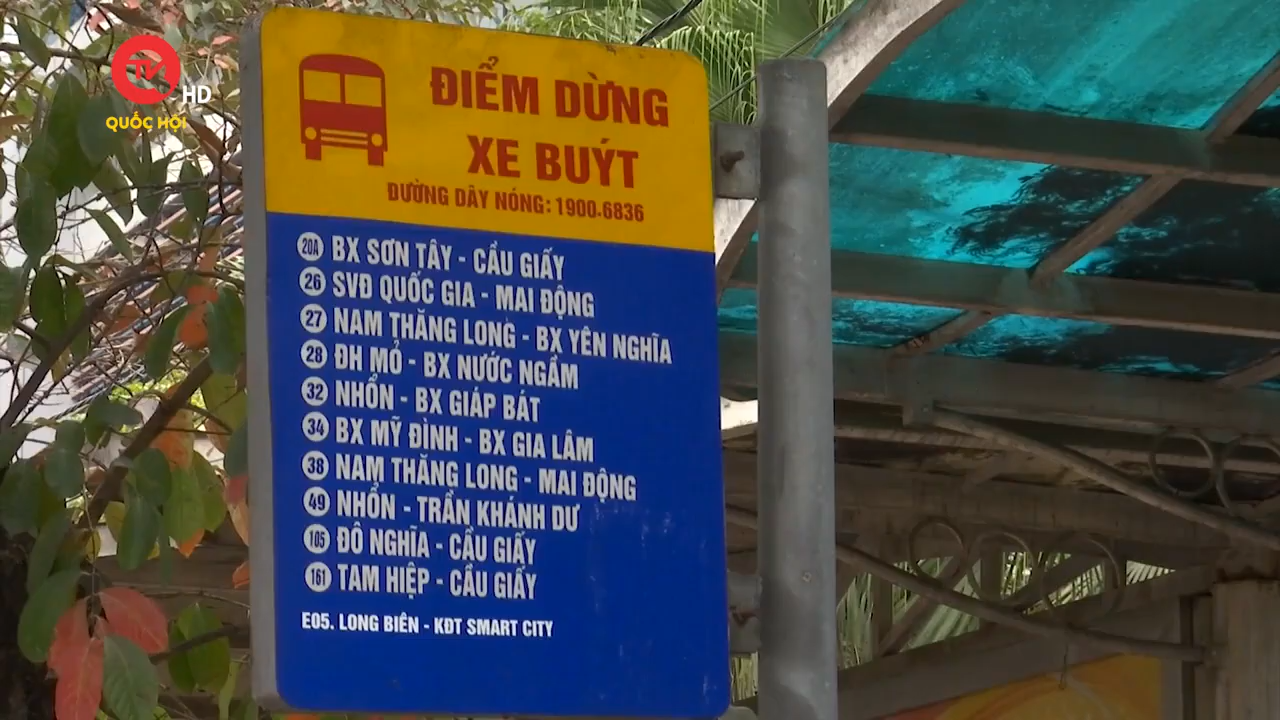 TV
HD
QUỐC HỘI
ĐIỂM DỪNG
XE BUÝT
ĐƯỜNG DÂY NÓNG: 1900.6836
20A BX SƠN TÂY - CẦU GIẤY
26 SVĐ QUỐC GIA - MAI ĐỘNG
27 NAM THĂNG LONG - BX YÊN NGHĨA
28 ĐH MỎ - BX NƯỚC NGẦM
32 NHỔN - BX GIÁP BÁT
34 BX MỸ ĐÌNH - BX GIA LÂM
38 NAM THĂNG LONG - MAI ĐỘNG
49 NHỔN - TRẦN KHÁNH DƯ
105 ĐÔ NGHĨA - CẦU GIẤY
161 TAM HIỆP - CẦU GIẤY
E05. LONG BIÊN - KĐT SMART CITY